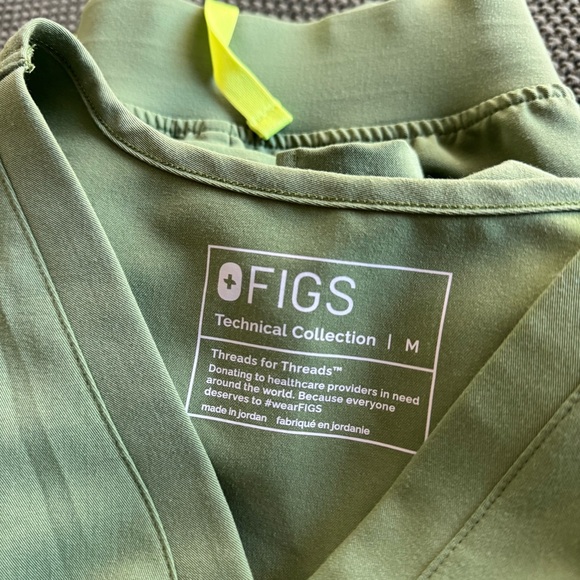 FIGS
Technical Collection | M
Threads for Threads™
Donating to healthcare providers in need
around the world. Because everyone
deserves to #wearFIGS
made in jordan fabriqué en jordanie